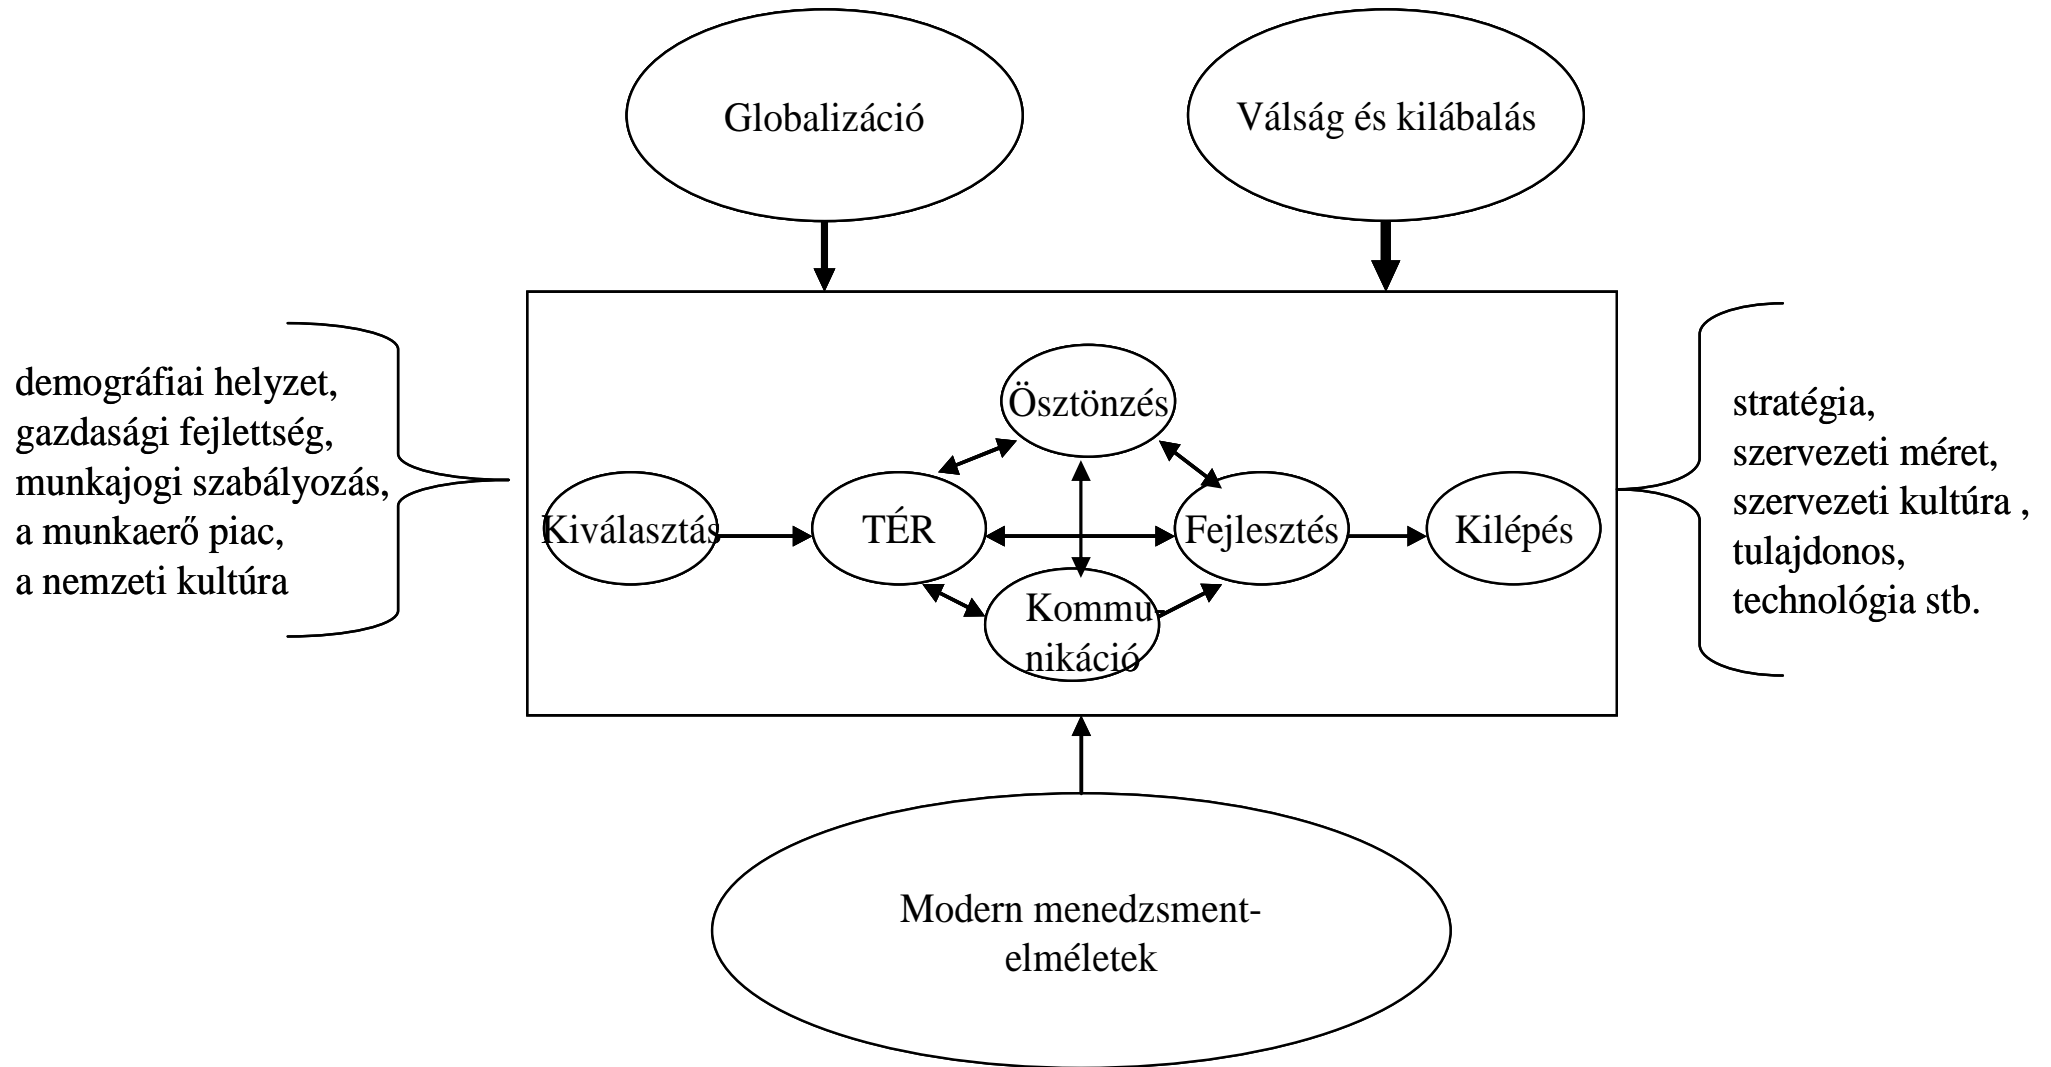 Globalizáció
Válság és kilábalás
demográfiai helyzet,
gazdasági fejlettség,
munkajogi szabályozás,
a munkaerő piac,
a nemzeti kultúra
Ösztönzés
Kiválasztás
TÉR
Fejlesztés
Kilépés
Kommu-
nikáció
stratégia,
szervezeti méret,
szervezeti kultúra ,
tulajdonos,
technológia stb.
Modern menedzsment-
elméletek